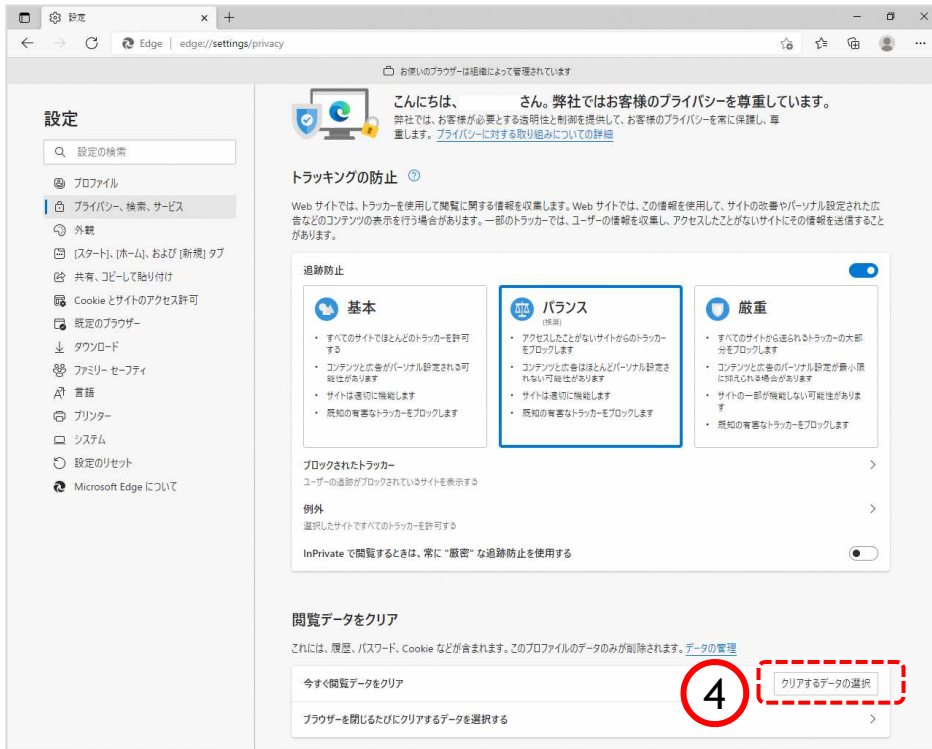 設定
Edge edge://settings/privacy
お使いのブラウザーは組織によって管理されています
設定
設定の検索
プロファイル
プライバシー、検索、サービス
外観
[スタート]、[ホーム]、および [新規] タブ
共有、コピーして貼り付け
Cookie とサイトのアクセス許可
既定のブラウザー
ダウンロード
ファミリー セーフティ
言語
プリンター
システム
設定のリセット
Microsoft Edge について
こんにちは、 さん。弊社ではお客様のプライバシーを尊重しています。
弊社では、お客様が必要とする透明性と制御を提供して、お客様のプライバシーを常に保護し、尊
重します。プライバシーに対する取り組みについての詳細
トラッキングの防止
Web サイトでは、トラッカーを使用して閲覧に関する情報を収集します。Web サイトでは、この情報を使用して、サイトの改善やパーソナル設定された広
告などのコンテンツの表示を行う場合があります。一部のトラッカーでは、ユーザーの情報を収集し、アクセスしたことがないサイトにその情報を送信すること
があります。
追跡防止
基本
・ すべてのサイトでほとんどのトラッカーを許可
する
・ コンテンツと広告がパーソナル設定される可
能性があります
・ サイトは適切に機能します
・ 既知の有害なトラッカーをブロックします
バランス
(推奨)
・ アクセスしたことがないサイトからのトラッカー
をブロックします
・ コンテンツと広告はほとんどパーソナル設定さ
れない可能性があります
・ サイトは適切に機能します
・ 既知の有害なトラッカーをブロックします
厳重
・ すべてのサイトから送られるトラッカーの大部
分をブロックします
・ コンテンツと広告のパーソナル設定が最小限
に抑えられる場合があります
・ サイトの一部が機能しない可能性がありま
す
・ 既知の有害なトラッカーをブロックします
ブロックされたトラッカー
ユーザーの追跡がブロックされているサイトを表示する
例外
選択したサイトですべてのトラッカーを許可する
InPrivate で閲覧するときは、常に "厳密" な追跡防止を使用する
閲覧データをクリア
これには、履歴、パスワード、Cookie などが含まれます。このプロファイルのデータのみが削除されます。データの管理
今すぐ閲覧データをクリア
4
クリアするデータの選択
ブラウザーを閉じるたびにクリアするデータを選択する